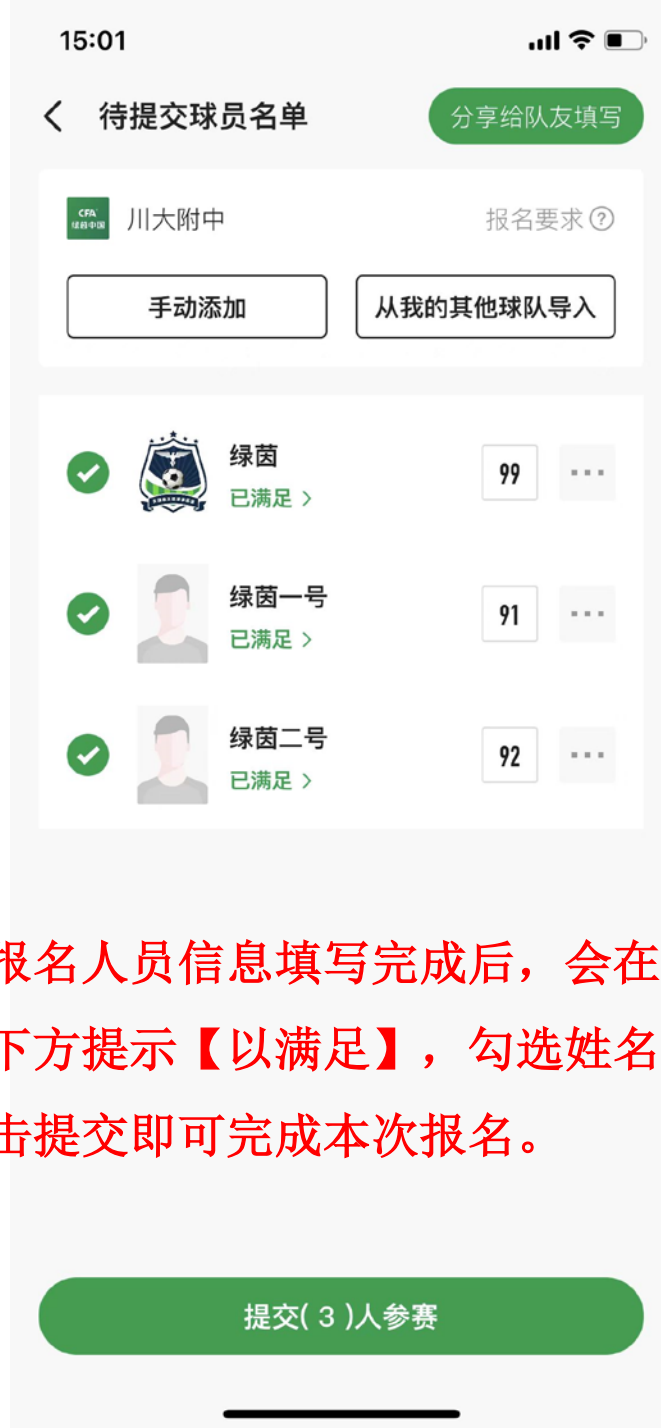 15:01
待提交球员名单
分享给队友填写
CFA
绿茵中国
川大附中
报名要求?
手动添加
从我的其他球队导入
绿茵
99
已满足 >
绿茵一号
91
已满足 >
绿茵二号
92
已满足 >
报名人员信息填写完成后，会在
下方提示【以满足】，勾选姓名
击提交即可完成本次报名。
提交( 3 )人参赛